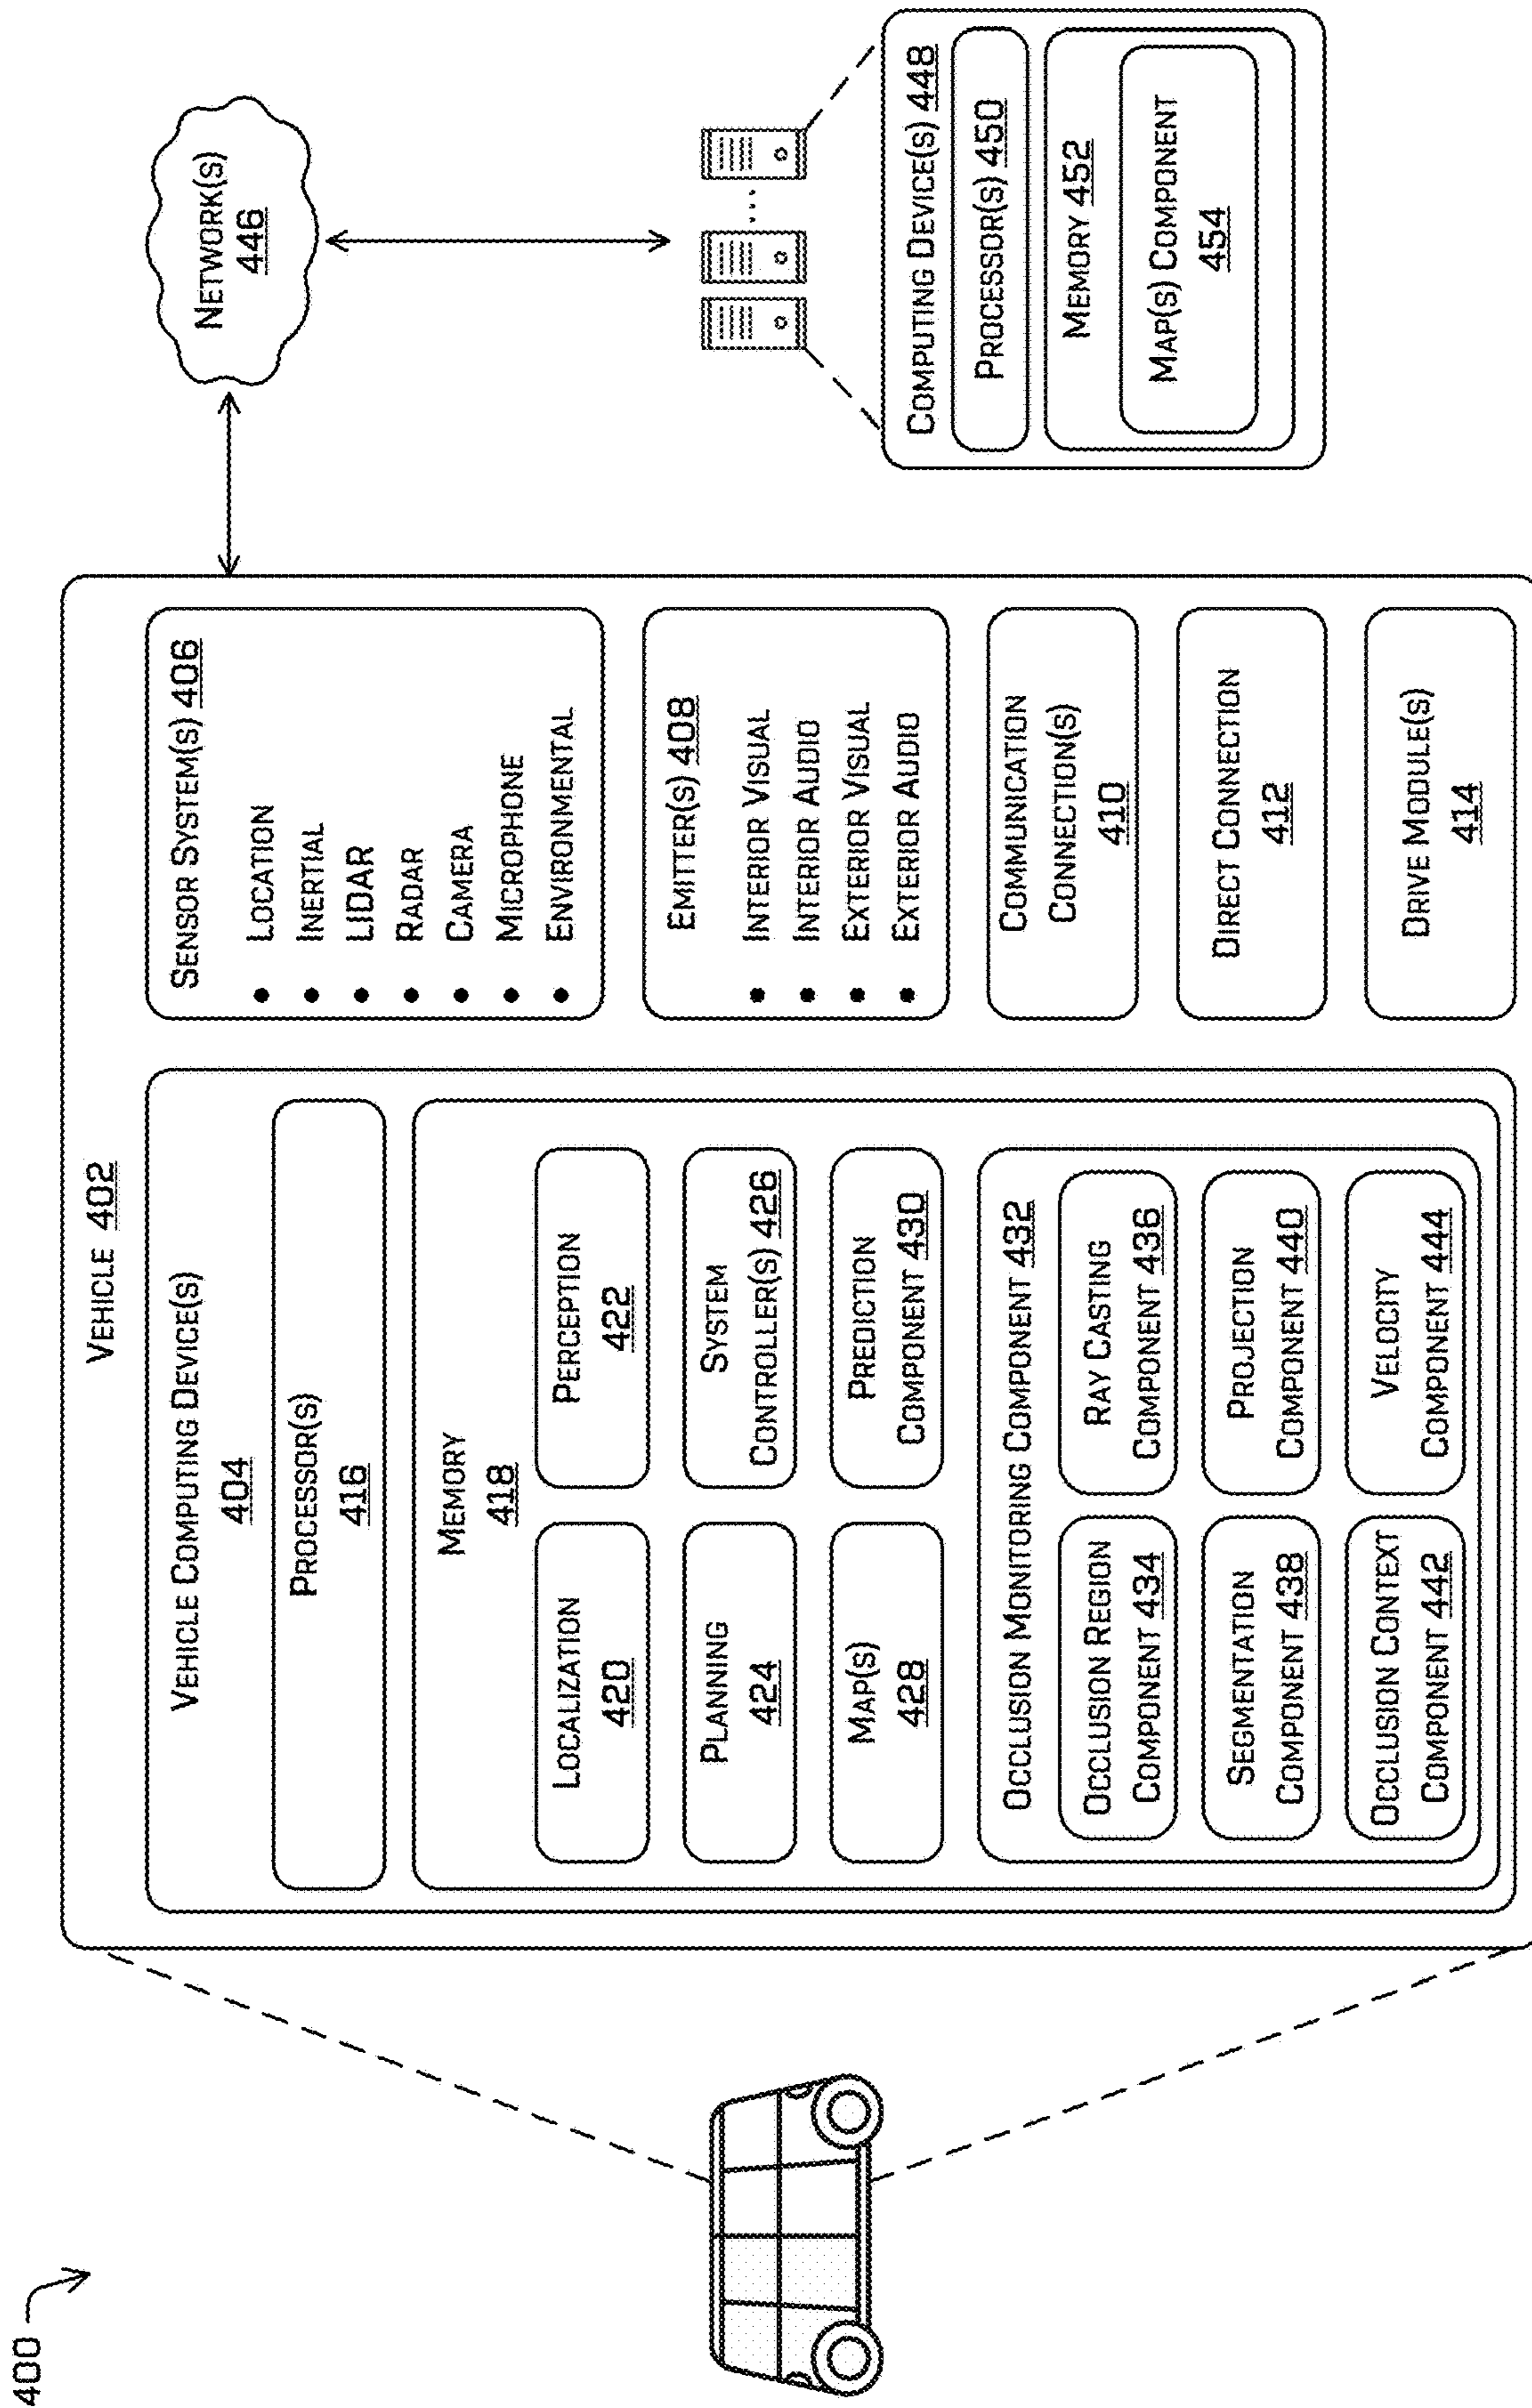 400
VEHICLE 402
VEHICLE COMPUTING DEVICE(S)
404
PROCESSOR(S)
416
MEMORY
418
LOCALIZATION
420
PERCEPTION
422
PLANNING
424
SYSTEM
CONTROLLER(S) 426
MAP(S)
428
PREDICTION
COMPONENT 430
OCCLUSION MONITORING COMPONENT 432
OCCLUSION REGION
COMPONENT 434
RAY CASTING
COMPONENT 436
SEGMENTATION
COMPONENT 438
PROJECTION
COMPONENT 440
OCCLUSION CONTEXT
COMPONENT 442
VELOCITY
COMPONENT 444
SENSOR SYSTEM(S) 406
• LOCATION
• INERTIAL
• LIDAR
• RADAR
• CAMERA
• MICROPHONE
• ENVIRONMENTAL
EMITTER(S) 408
• INTERIOR VISUAL
• INTERIOR AUDIO
• EXTERIOR VISUAL
• EXTERIOR AUDIO
COMMUNICATION
CONNECTION(S)
410
DIRECT CONNECTION
412
DRIVE MODULE(S)
414
NETWORK(S)
446
...
COMPUTING DEVICE(S) 448
PROCESSOR(S) 450
MEMORY 452
MAP(S) COMPONENT
454